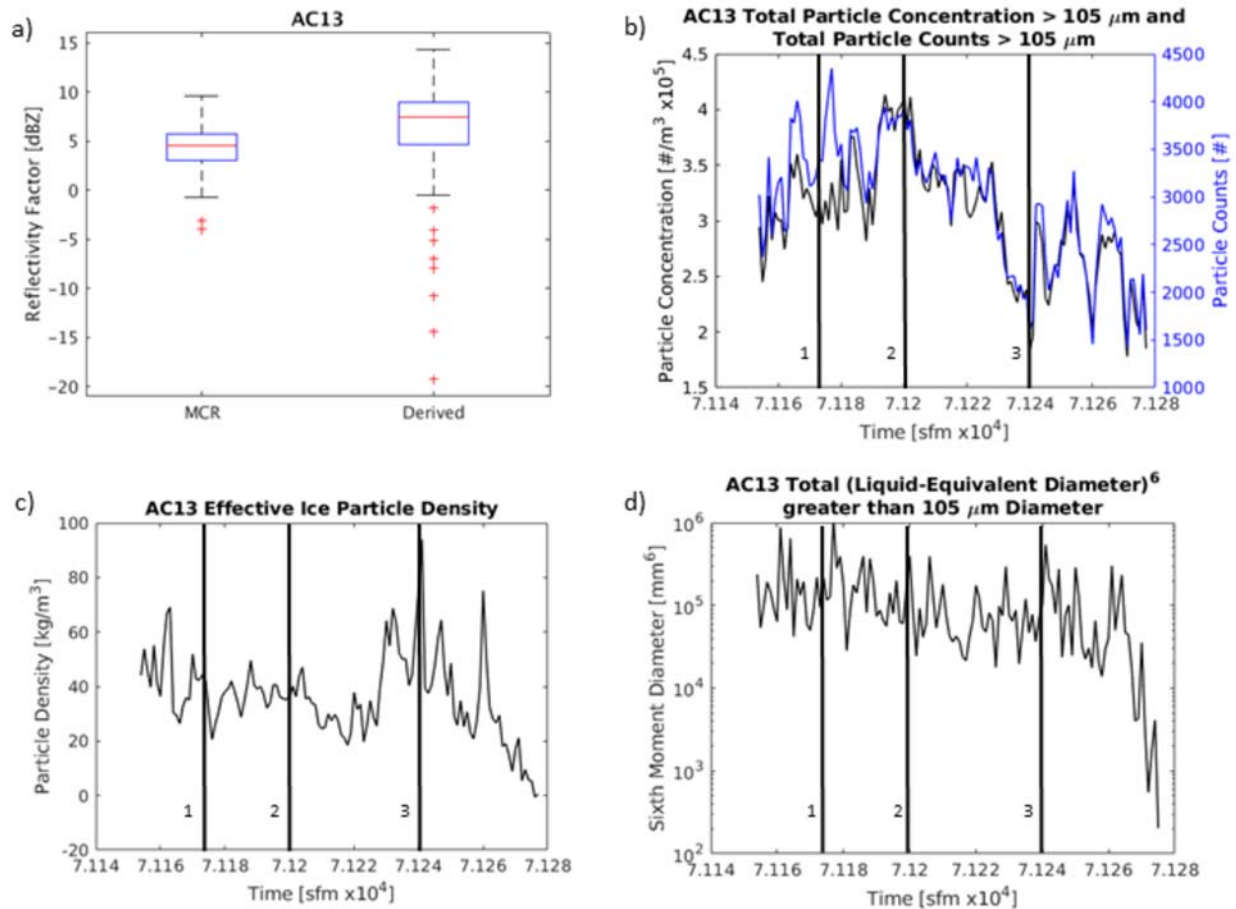 a)
AC13
Reflectivity Factor [dBZ]
15
10
5
0
−5
−10
−15
−20
MCR
Derived
b)
AC13 Total Particle Concentration > 105 μm and
Total Particle Counts > 105 μm
Particle Concentration [#/m³ x10⁵]
4.5
4
3.5
3
2.5
2
1.5
Particle Counts [#]
4500
4000
3500
3000
2500
2000
1500
1000
1
2
3
7.114 7.116 7.118 7.12 7.122 7.124 7.126 7.128
Time [sfm x10⁴]
c)
AC13 Effective Ice Particle Density
Particle Density [kg/m³]
100
80
60
40
20
0
-20
1
2
3
7.114 7.116 7.118 7.12 7.122 7.124 7.126 7.128
Time [sfm x10⁴]
d)
AC13 Total (Liquid-Equivalent Diameter)⁶
greater than 105 μm Diameter
Sixth Moment Diameter [mm⁶]
10⁶
10⁵
10⁴
10³
10²
1
2
3
7.114 7.116 7.118 7.12 7.122 7.124 7.126 7.128
Time [sfm x10⁴]